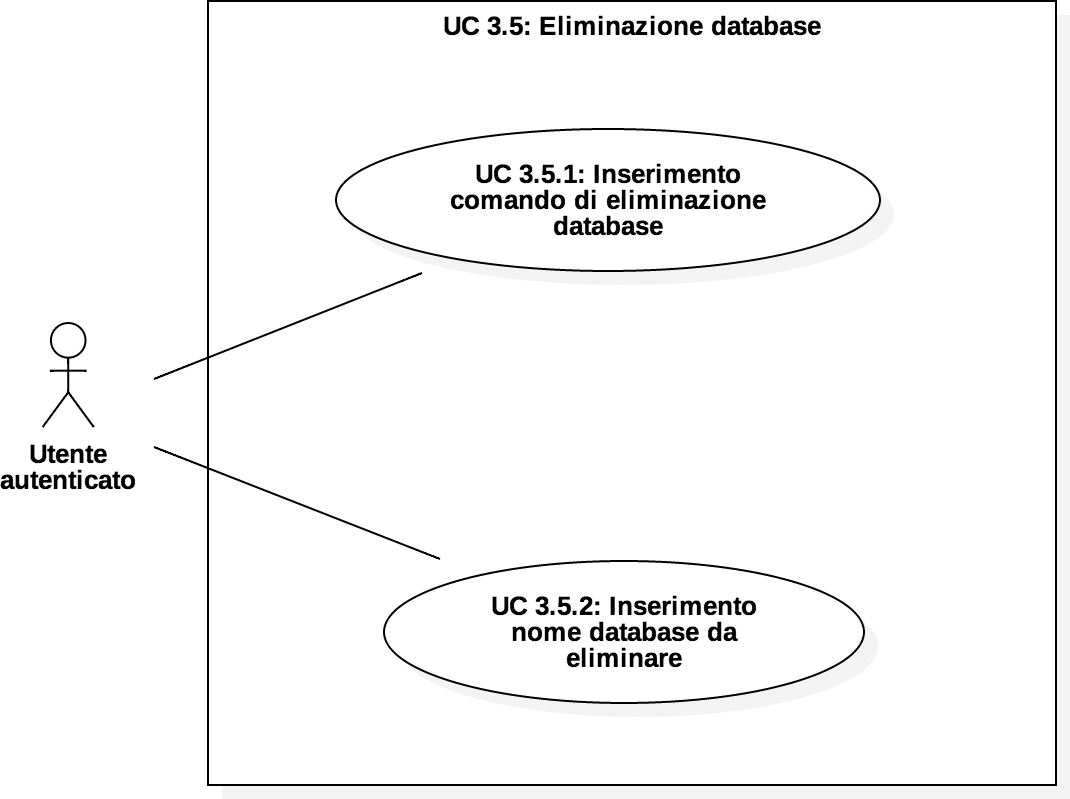 UC 3.5: Eliminazione database
UC 3.5.1: Inserimento
comando di eliminazione
database
Utente
autenticato
UC 3.5.2: Inserimento
nome database da
eliminare